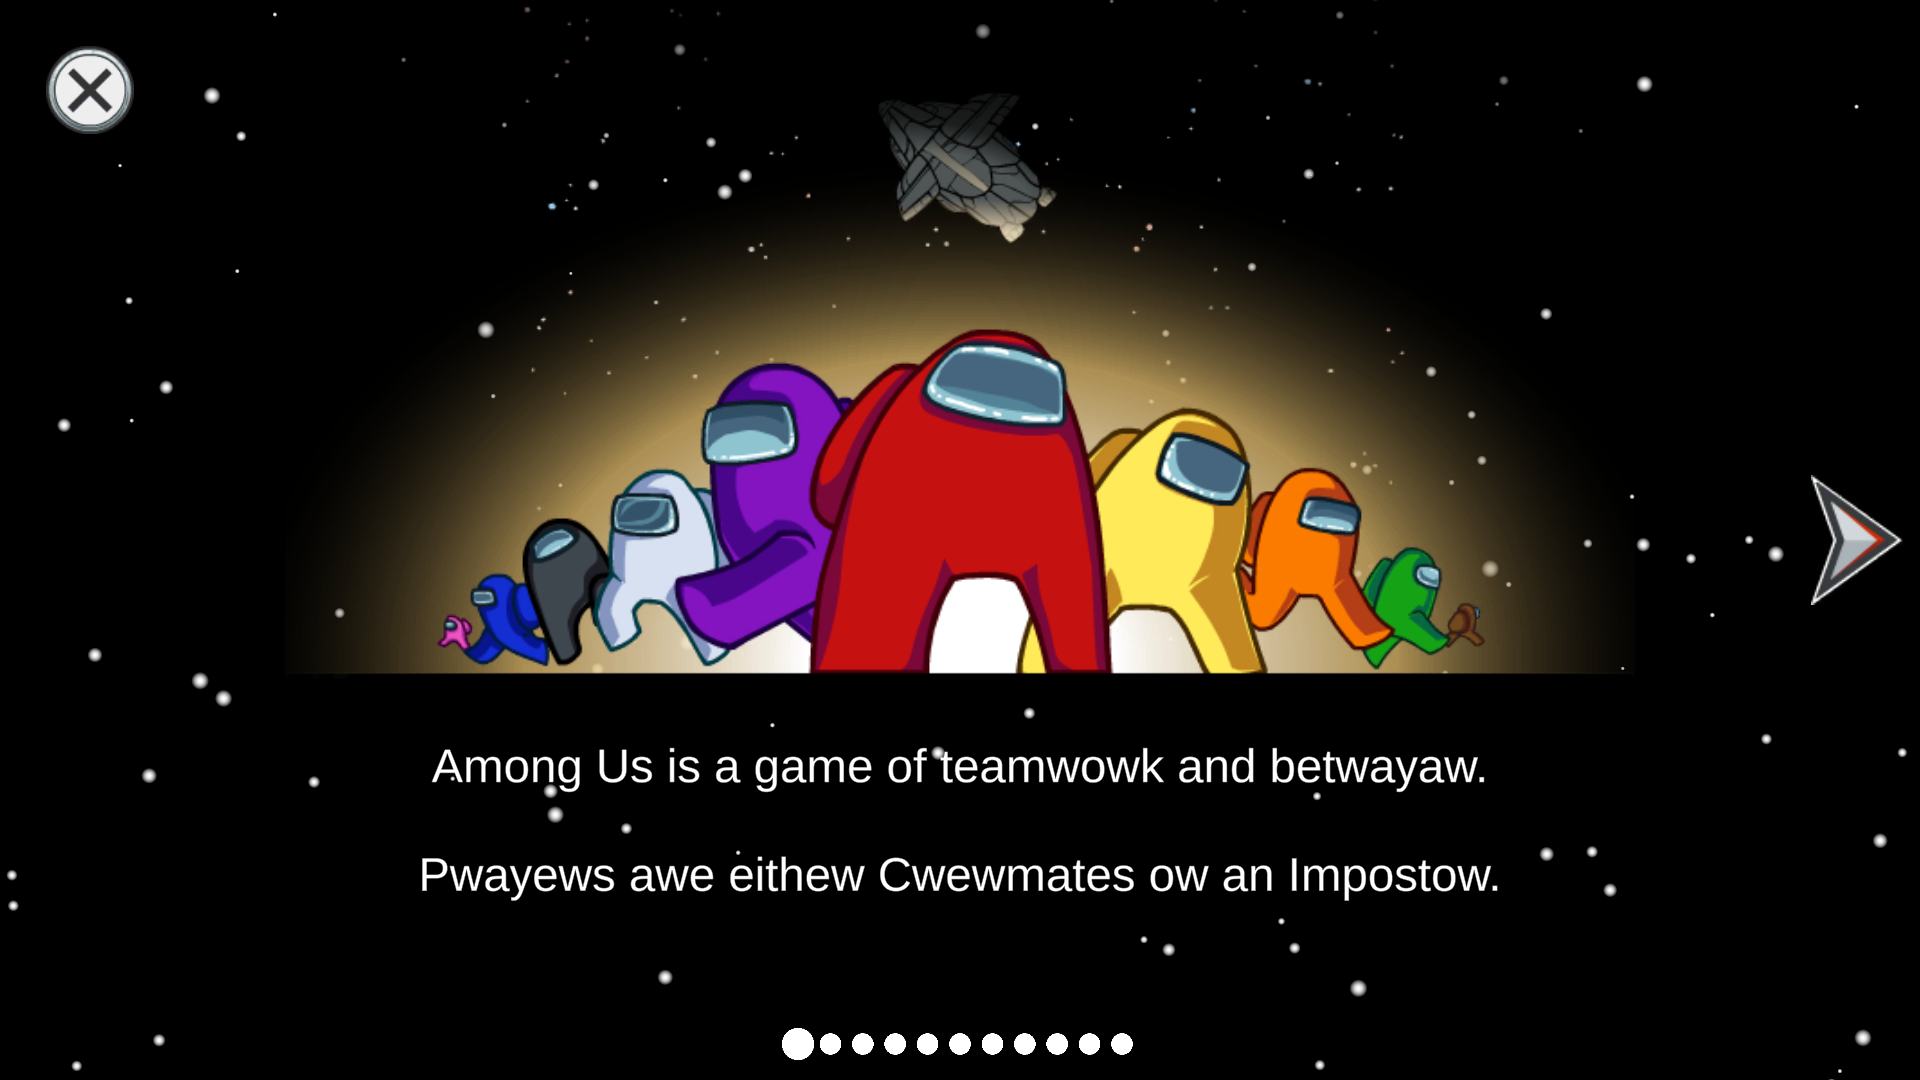 Among Us is a game of teamwowk and betwayaw.
Pwayews awe eithew Cwewmates ow an Impostow.